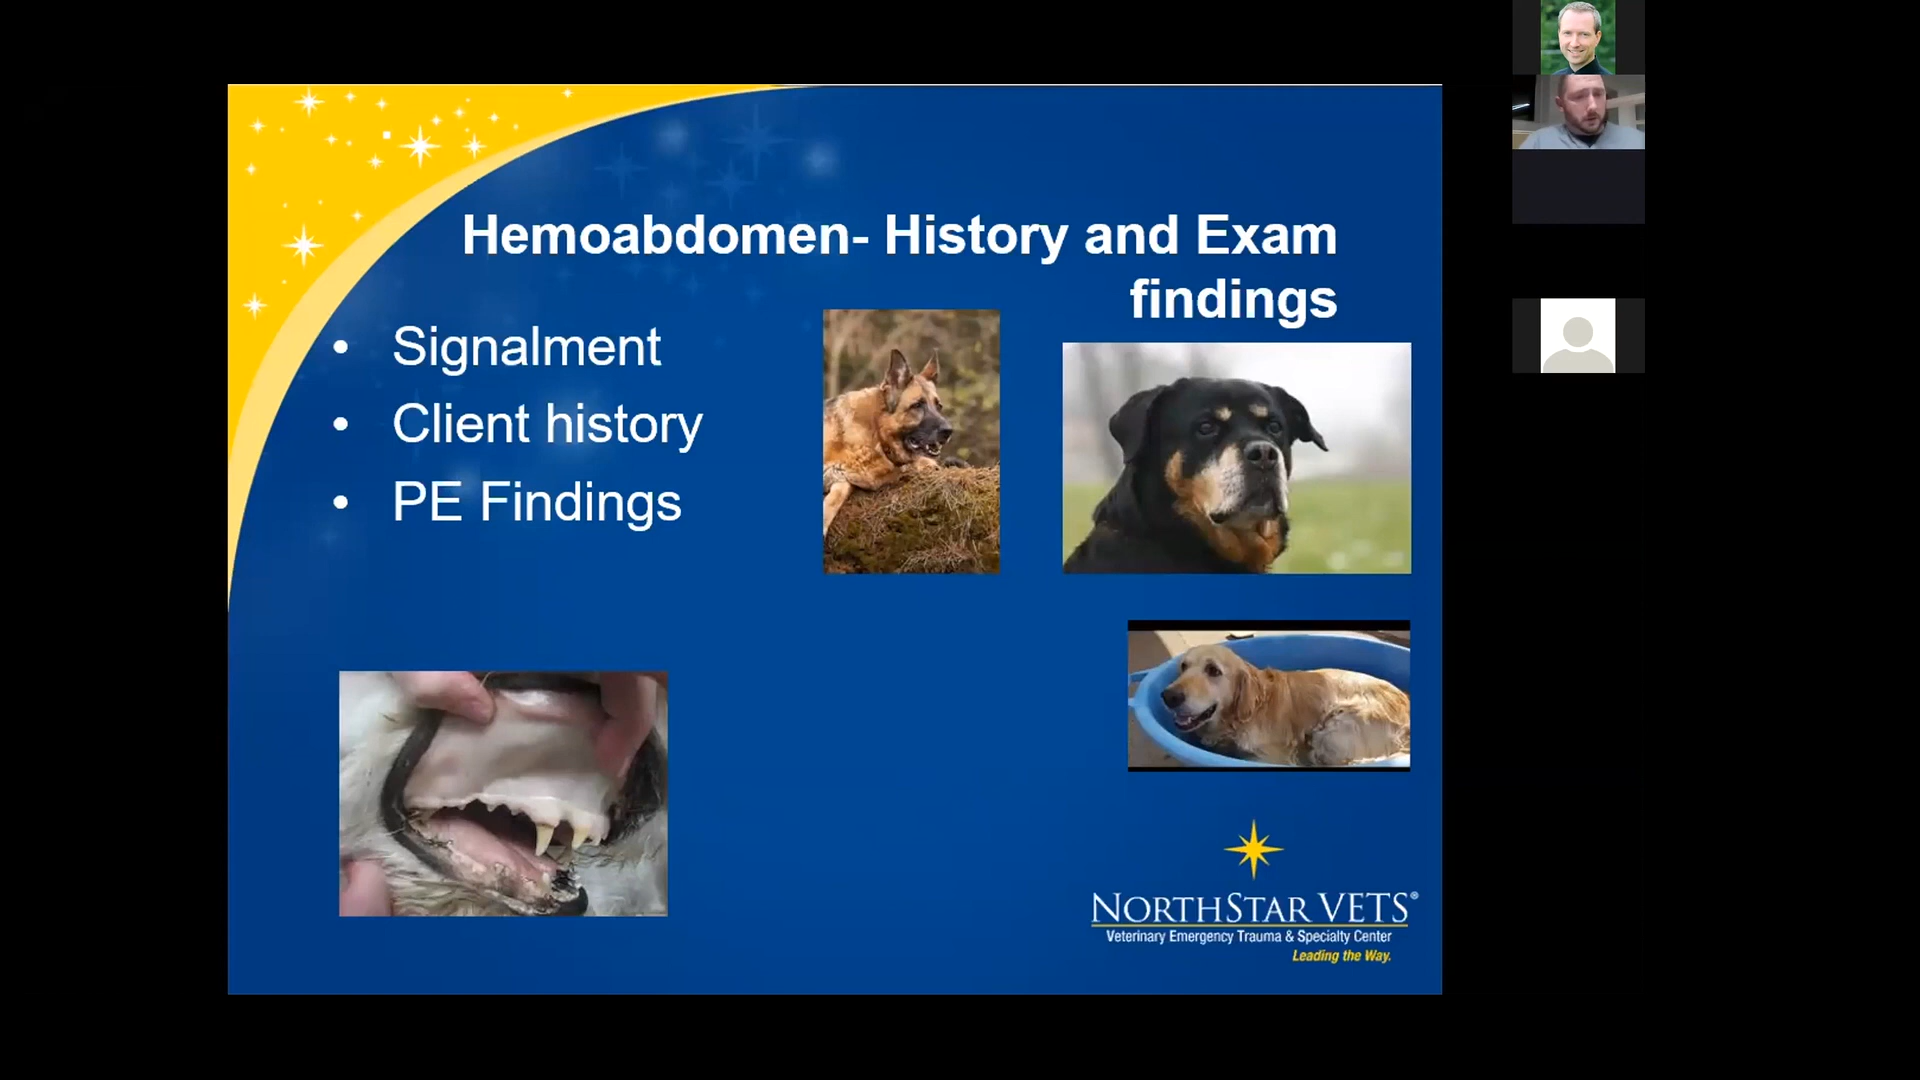 Hemoabdomen- History and Exam
findings
• Signalment
• Client history
• PE Findings
NORTHSTAR VETS®
Veterinary Emergency Trauma & Specialty Center
Leading the Way.